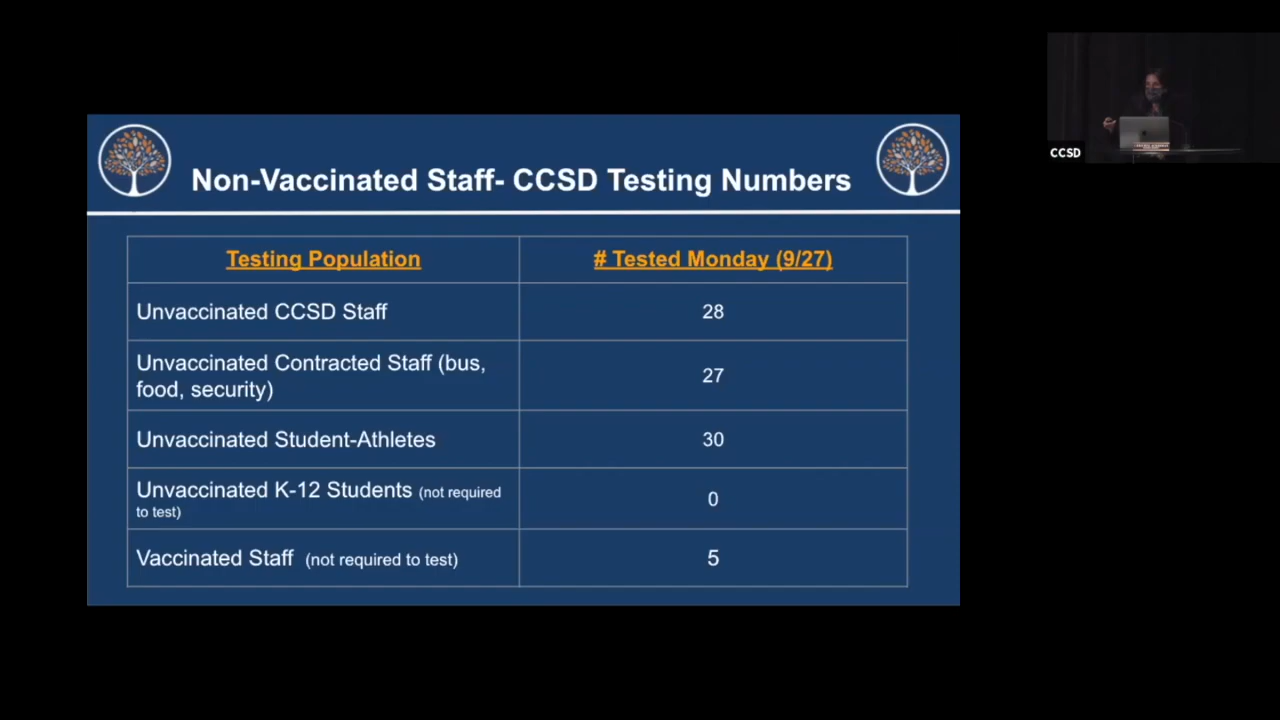 Non-Vaccinated Staff- CCSD Testing Numbers
Testing Population
# Tested Monday (9/27)
Unvaccinated CCSD Staff
28
Unvaccinated Contracted Staff (bus,
food, security)
27
Unvaccinated Student-Athletes
30
Unvaccinated K-12 Students (not required
to test)
0
Vaccinated Staff (not required to test)
5
CCSD